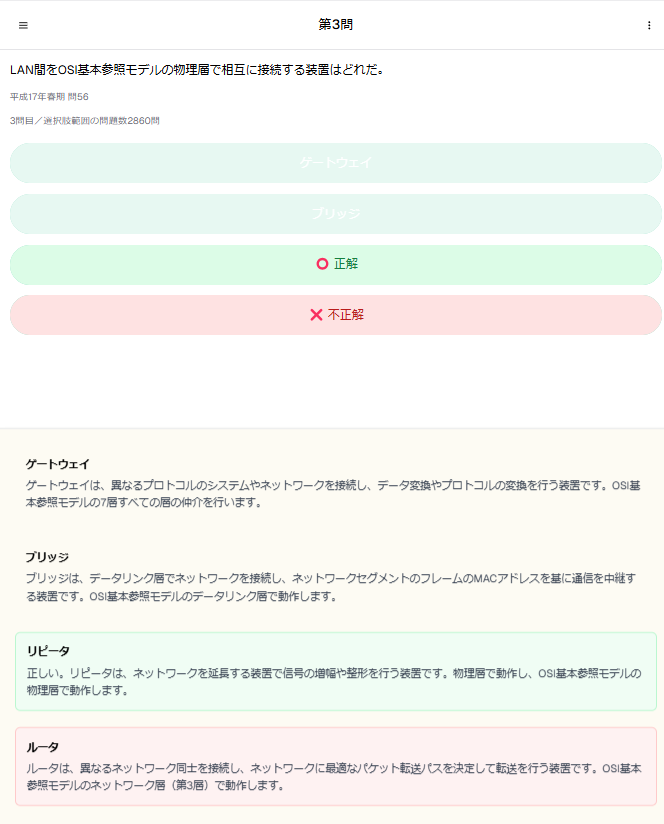 第3問
LAN間をOSI基本参照モデルの物理層で相互に接続する装置はどれだ。
平成17年春期 問56
3問目／選択肢範囲の問題数2860問
ゲートウェイ
ブリッジ
⭕ 正解
❌ 不正解
ゲートウェイ
ゲートウェイは、異なるプロトコルのシステムやネットワークを接続し、データ変換やプロトコルの変換を行う装置です。OSI基
本参照モデルの7層すべての層の仲介を行います。
ブリッジ
ブリッジは、データリンク層でネットワークを接続し、ネットワークセグメントのフレームのMACアドレスを基に通信を中継す
る装置です。OSI基本参照モデルのデータリンク層で動作します。
リピータ
正しい。リピータは、ネットワークを延長する装置で信号の増幅や整形を行う装置です。物理層で動作し、OSI基本参照モデルの
物理層で動作します。
ルータ
ルータは、異なるネットワーク同士を接続し、ネットワークに最適なパケット転送パスを決定して転送を行う装置です。OSI基本
参照モデルのネットワーク層（第3層）で動作します。